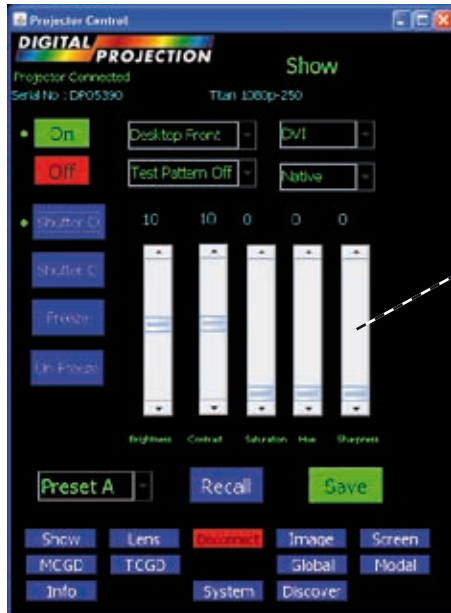 Projector Control
DIGITAL PROJECTION
Show
Projector Connected
Serial No : DP05390
Titan 1080p-250
On
Desktop Front
DVI
Off
Test Pattern Off
Native
Shutter O
10 10 0 0 0
Shutter C
Freeze
Un Freeze
Brightness Contrast Saturation Hue Sharpness
Preset A
Recall
Save
Show Lens Disconnect Image Screen
MCGD TCGD Global Modal
Info System Discover